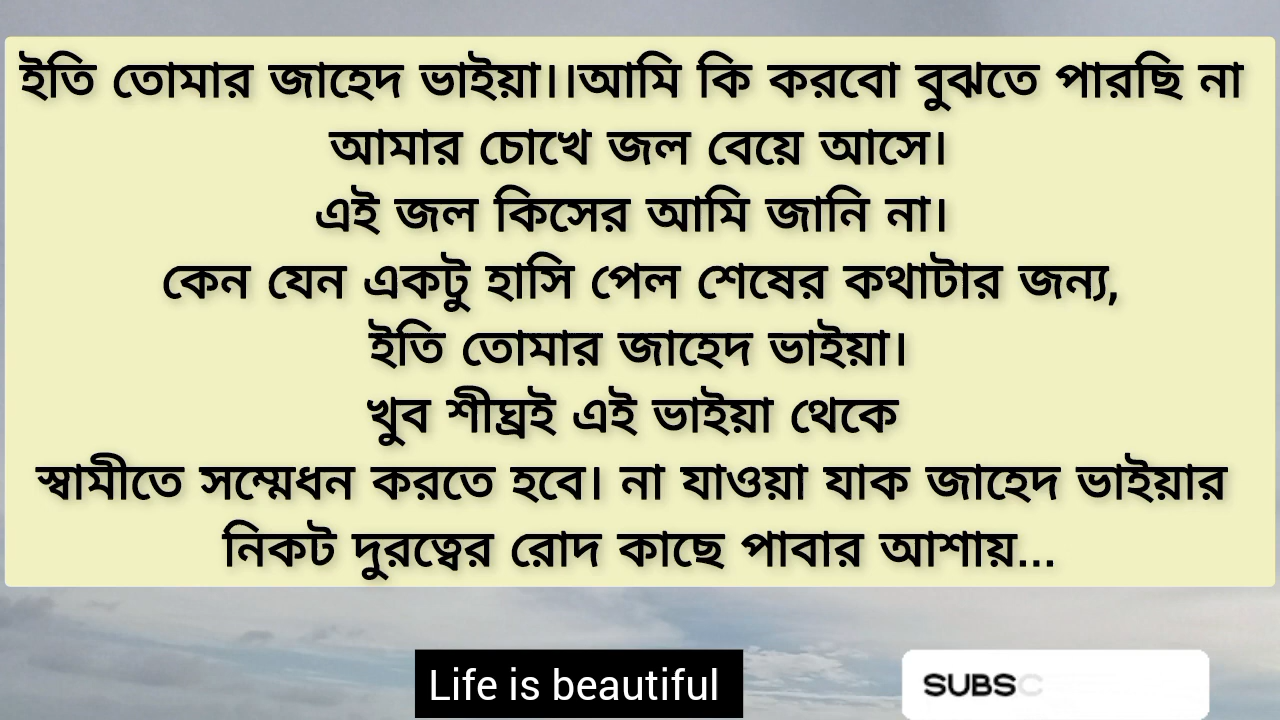 ইতি তোমার জাহেদ ভাইয়া।।আমি কি করবো বুঝতে পারছি না
আমার চোখে জল বেয়ে আসে।
এই জল কিসের আমি জানি না।
কেন যেন একটু হাসি পেল শেষের কথাটার জন্য,
ইতি তোমার জাহেদ ভাইয়া।
খুব শীঘ্রই এই ভাইয়া থেকে
স্বামীতে সম্মেধন করতে হবে। না যাওয়া যাক জাহেদ ভাইয়ার
নিকট দুরত্বের রোদ কাছে পাবার আশায়...
Life is beautiful
SUBSC